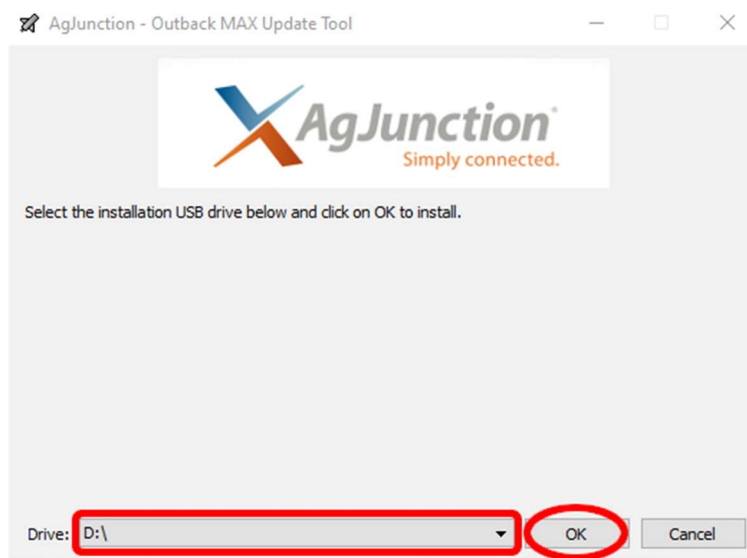 AgJunction - Outback MAX Update Tool
AgJunction
Simply connected.
Select the installation USB drive below and click on OK to install.
Drive: D:\ OK Cancel